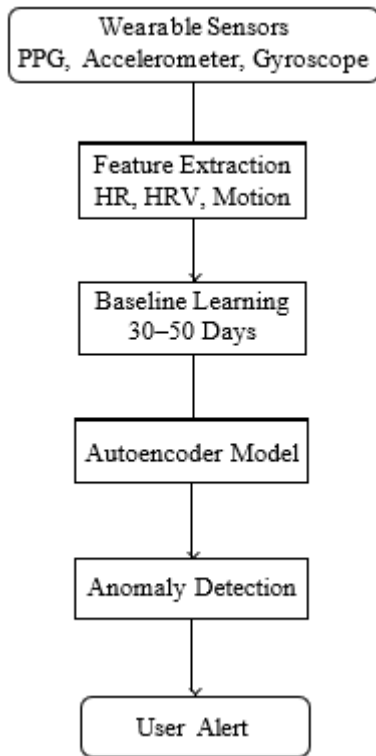 Wearable Sensors
PPG, Accelerometer, Gyroscope
Feature Extraction
HR, HRV, Motion
Baseline Learning
30–50 Days
Autoencoder Model
Anomaly Detection
User Alert